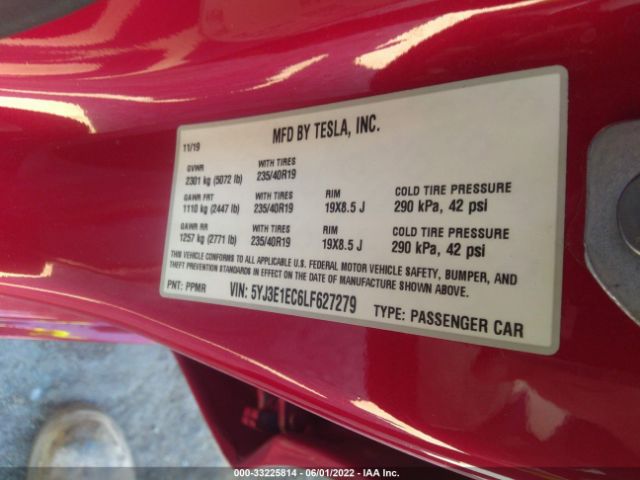 11/19 MFD BY TESLA, INC.
GVWR WITH TIRES
2301 kg (5072 lb) 235/40R19
GAWR FRT WITH TIRES RIM COLD TIRE PRESSURE
1110 kg (2447 lb) 235/40R19 19X8.5 J 290 kPa, 42 psi
GAWR RR WITH TIRES RIM COLD TIRE PRESSURE
1257 kg (2771 lb) 235/40R19 19X8.5 J 290 kPa, 42 psi
THIS VEHICLE CONFORMS TO ALL APPLICABLE U.S. FEDERAL MOTOR VEHICLE SAFETY, BUMPER, AND
THEFT PREVENTION STANDARDS IN EFFECT ON THE DATE OF MANUFACTURE SHOWN ABOVE.
PNT: PPMR VIN: 5YJ3E1EC6LF627279 TYPE: PASSENGER CAR
000-33225814 - 06/01/2022 - IAA Inc.